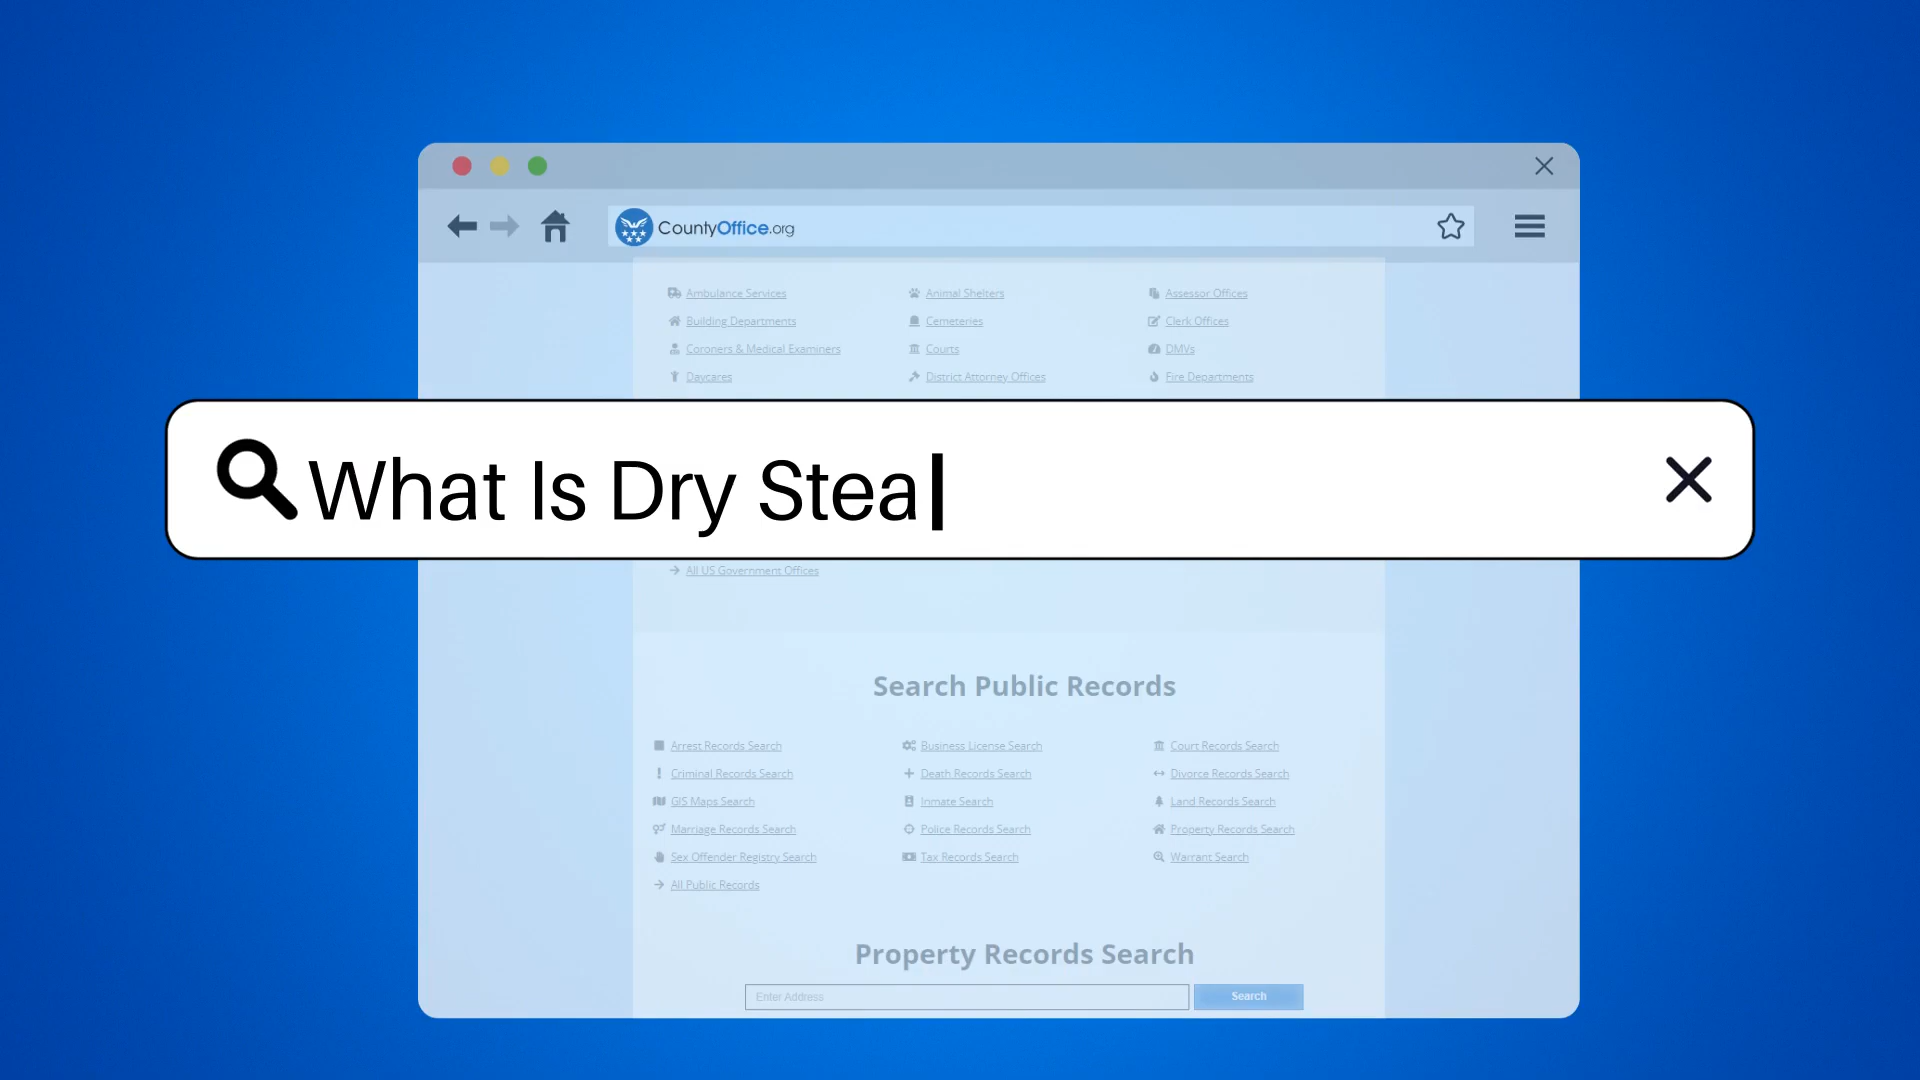 CountyOffice.org
Ambulance Services Animal Shelters Assessor Offices
Building Departments Cemeteries Clerk Offices
Coroners & Medical Examiners Courts DMVs
Daycares District Attorney Offices Fire Departments
What Is Dry Stea
All US Government Offices
Search Public Records
Arrest Records Search Business License Search Court Records Search
Criminal Records Search Death Records Search Divorce Records Search
GIS Maps Search Inmate Search Land Records Search
Marriage Records Search Police Records Search Property Records Search
Sex Offender Registry Search Tax Records Search Warrant Search
All Public Records
Property Records Search
Enter Address Search